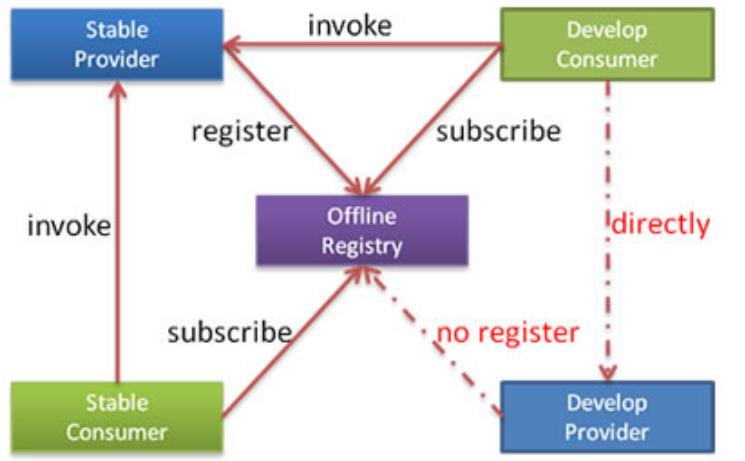 Stable
Provider
invoke
Develop
Consumer
register
subscribe
Offline
Registry
invoke
directly
subscribe
no register
Stable
Consumer
Develop
Provider